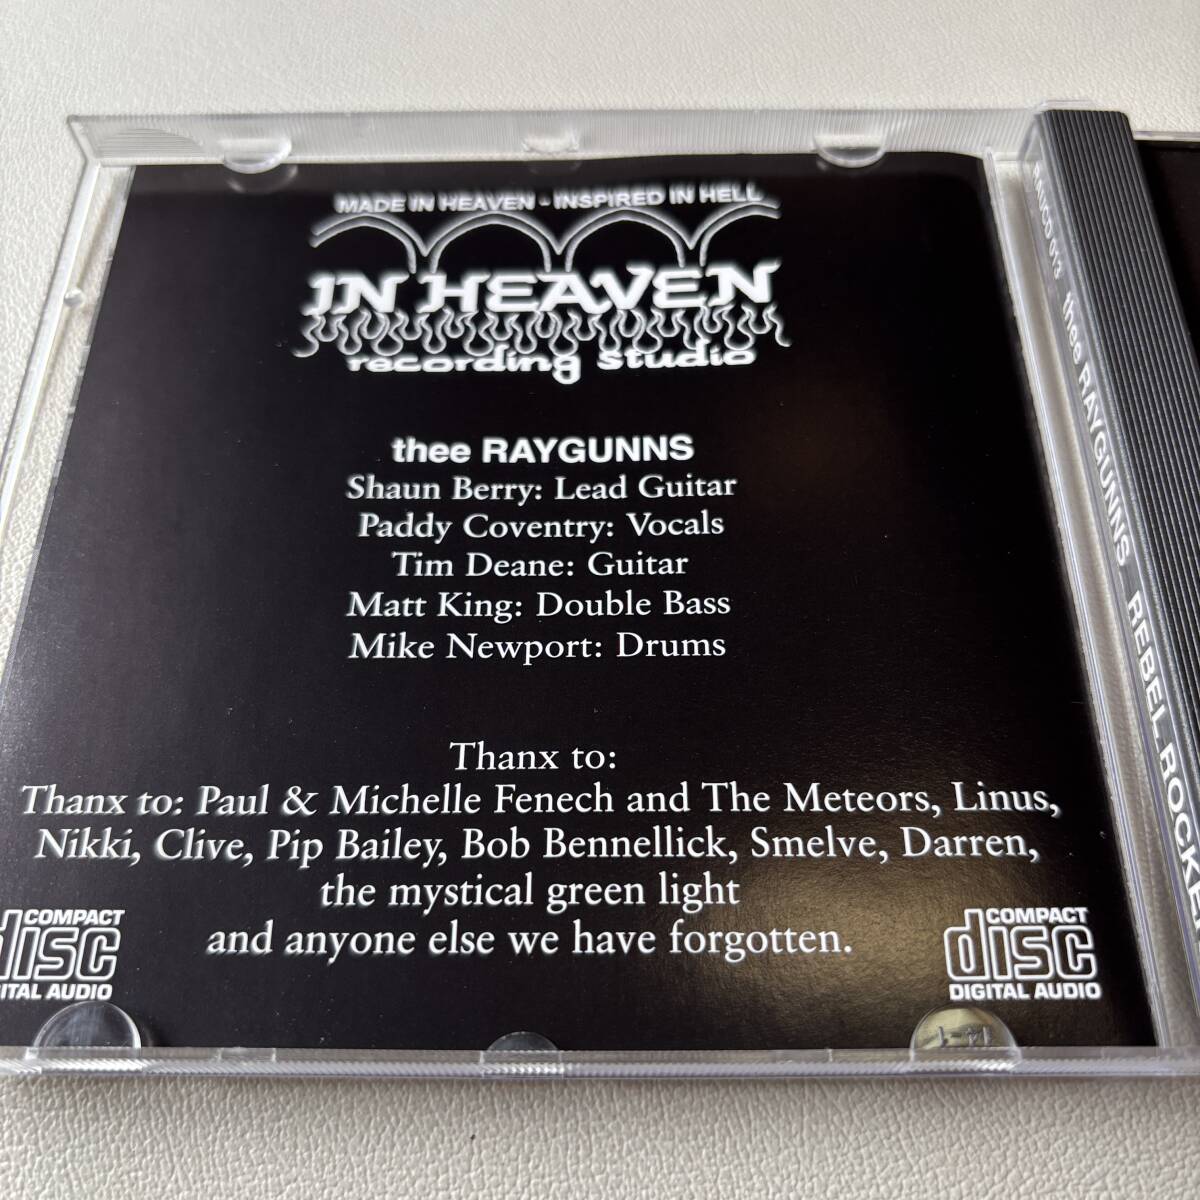 MADE IN HEAVEN - INSPIRED IN HELL
IN HEAVEN
recording studio
thee RAYGUNNS
Shaun Berry: Lead Guitar
Paddy Coventry: Vocals
Tim Deane: Guitar
Matt King: Double Bass
Mike Newport: Drums
Thanx to:
Thanx to: Paul & Michelle Fenech and The Meteors, Linus,
Nikki, Clive, Pip Bailey, Bob Bennellick, Smelve, Darren,
the mystical green light
and anyone else we have forgotten.
COMPACT
disc
DIGITAL AUDIO
COMPACT
disc
DIGITAL AUDIO
013 thee RAYGUNNS REBEL ROCKE